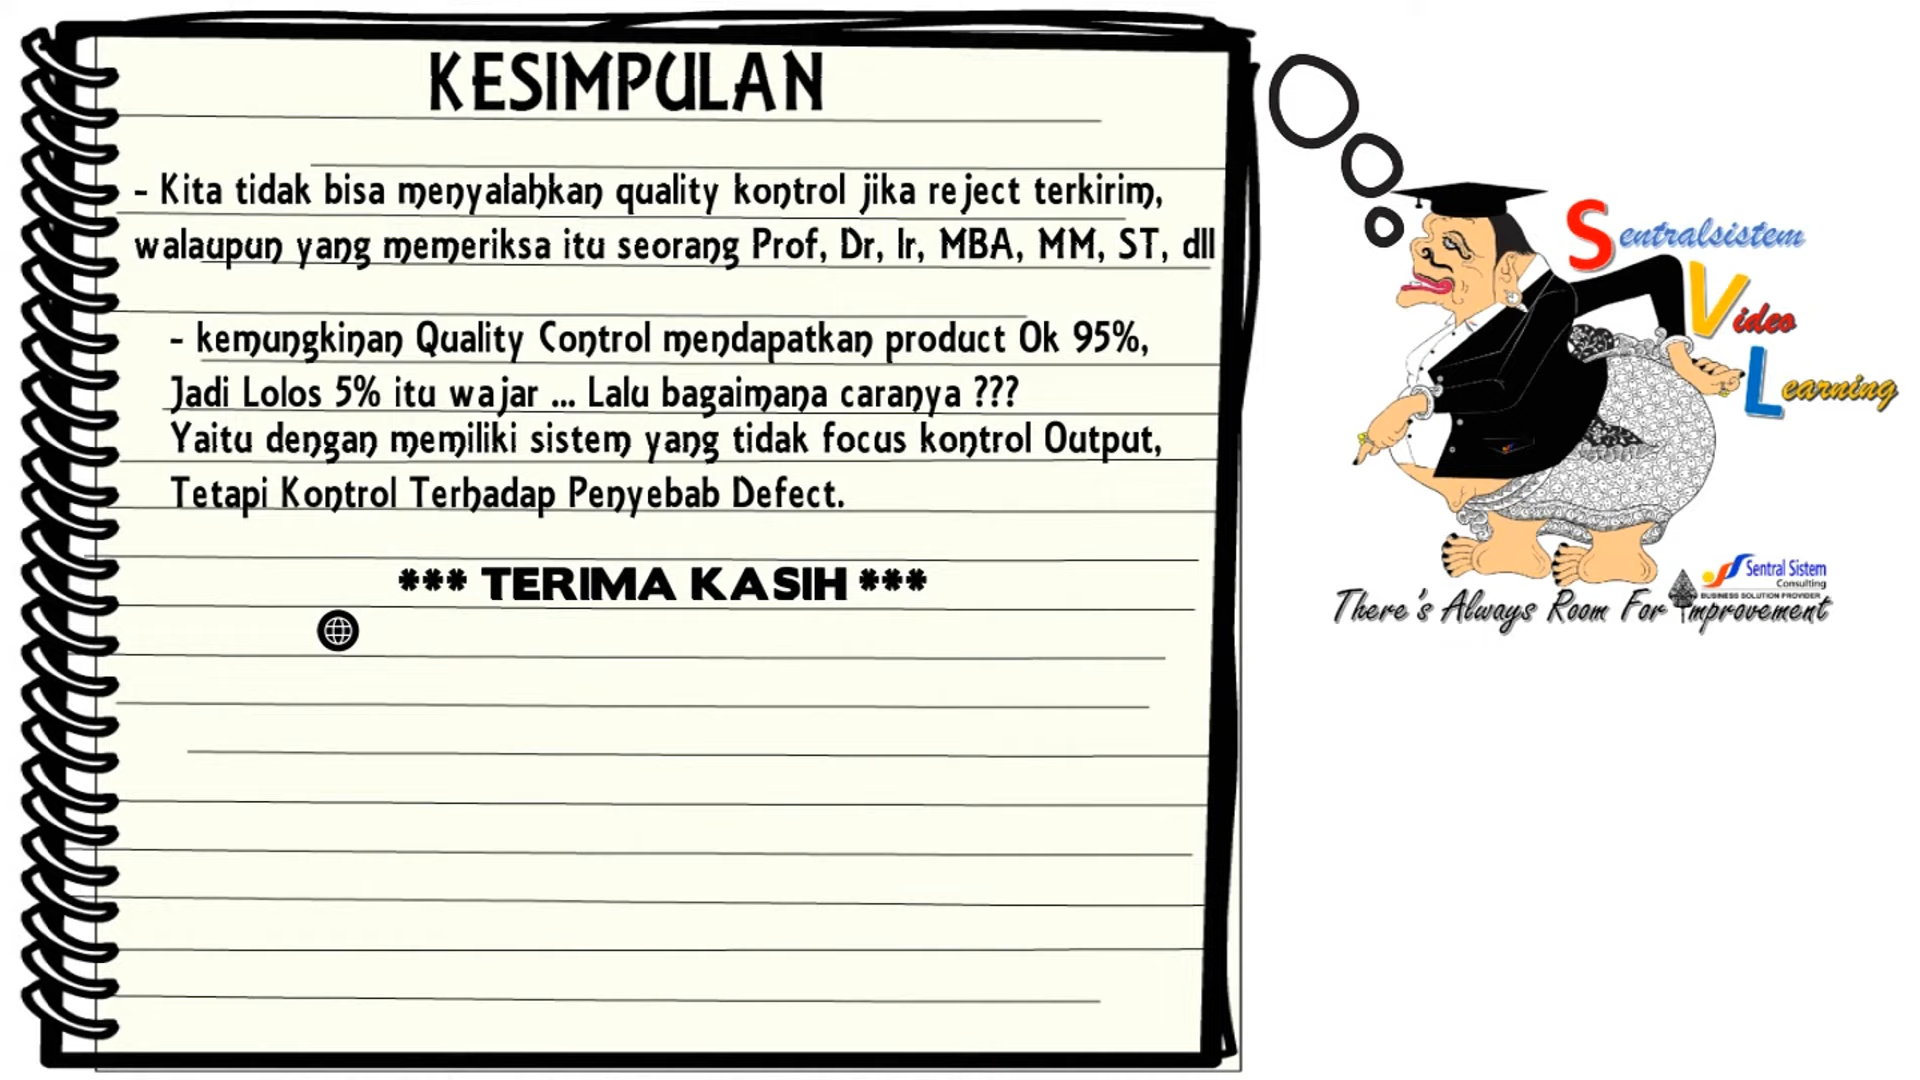 KESIMPULAN
- Kita tidak bisa menyalahkan quality kontrol jika reject terkirim,
walaupun yang memeriksa itu seorang Prof, Dr, Ir, MBA, MM, ST, dll
- kemungkinan Quality Control mendapatkan product Ok 95%,
Jadi Lolos 5% itu wajar ... Lalu bagaimana caranya ???
Yaitu dengan memiliki sistem yang tidak focus kontrol Output,
Tetapi Kontrol Terhadap Penyebab Defect.
*** TERIMA KASIH ***
Sentralsistem
Video
Learning
Sentral Sistem
Consulting
BUSINESS SOLUTION PROVIDER
There's Always Room For Improvement